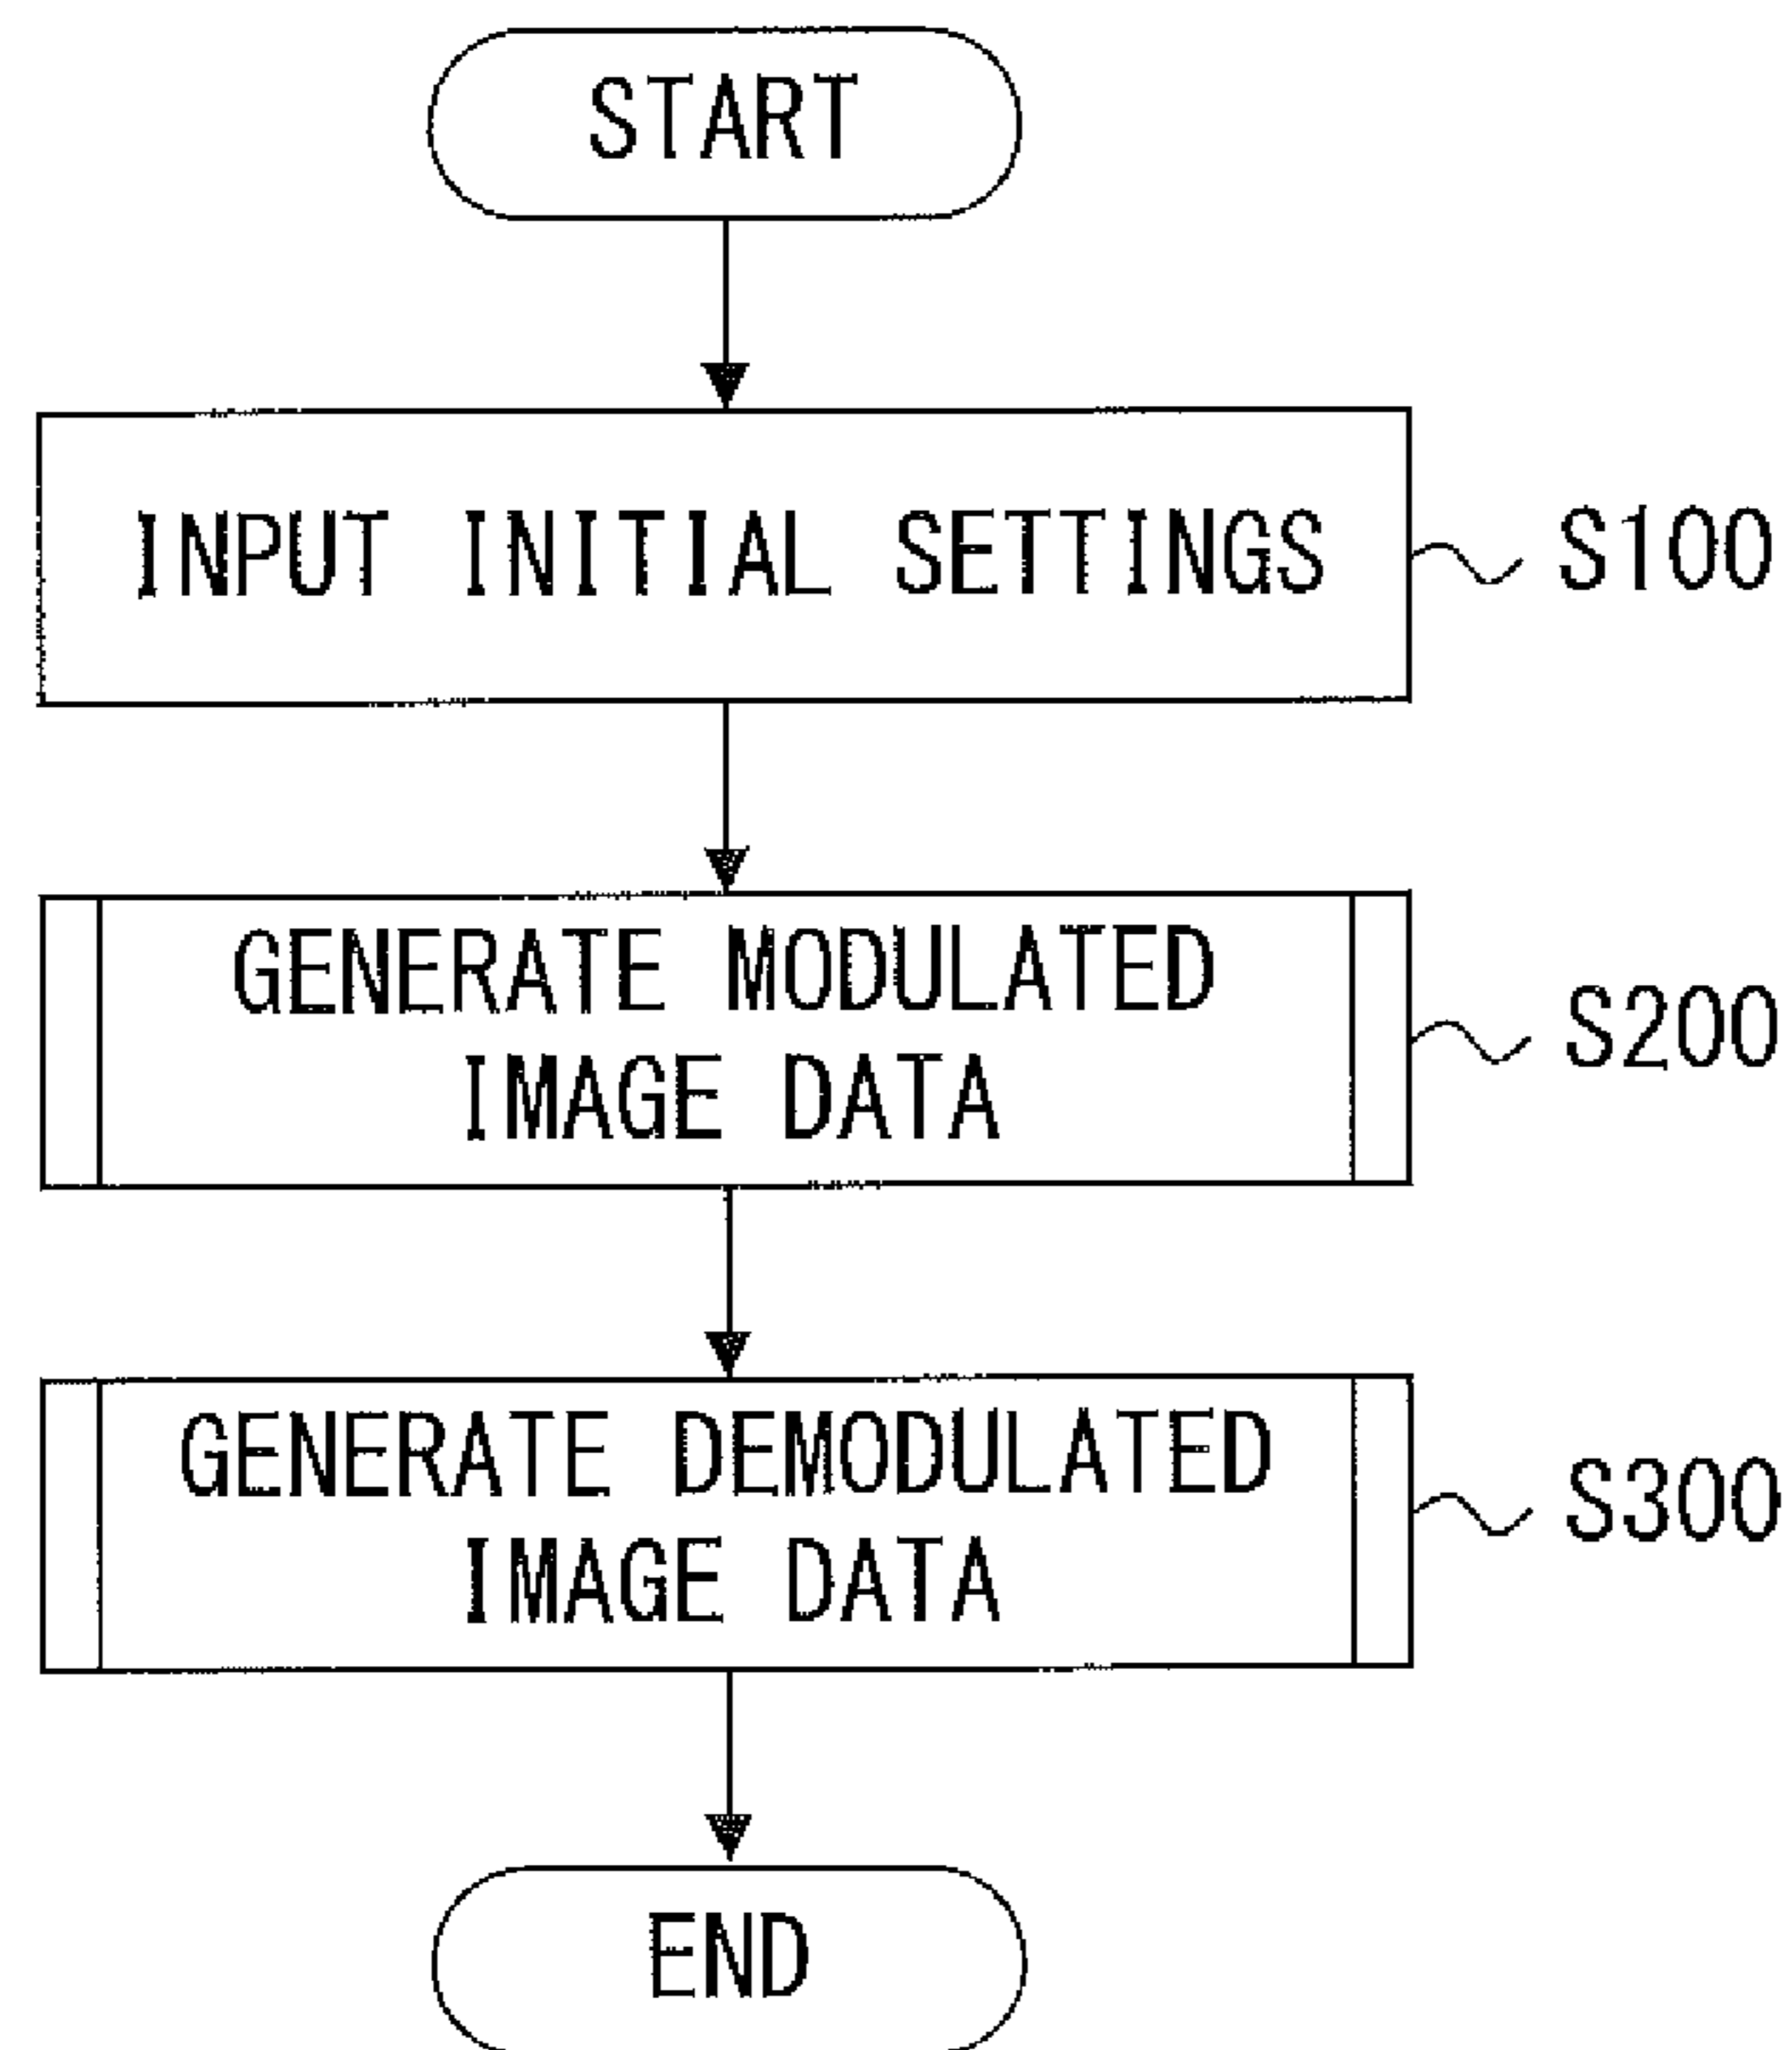 START
INPUT INITIAL SETTINGS
S100
GENERATE MODULATED
IMAGE DATA
S200
GENERATE DEMODULATED
IMAGE DATA
S300
END